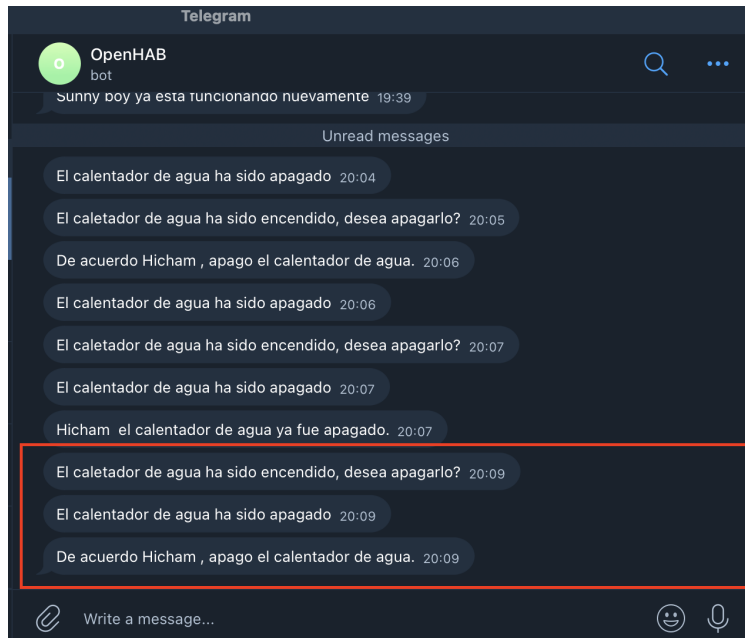 Telegram
O
OpenHAB
bot
Sunny boy ya esta funcionando nuevamente 19:39
Unread messages
El calentador de agua ha sido apagado 20:04
El caletador de agua ha sido encendido, desea apagarlo? 20:05
De acuerdo Hicham , apago el calentador de agua. 20:06
El calentador de agua ha sido apagado 20:06
El caletador de agua ha sido encendido, desea apagarlo? 20:07
El calentador de agua ha sido apagado 20:07
Hicham  el calentador de agua ya fue apagado. 20:07
El caletador de agua ha sido encendido, desea apagarlo? 20:09
El calentador de agua ha sido apagado 20:09
De acuerdo Hicham , apago el calentador de agua. 20:09
Write a message...